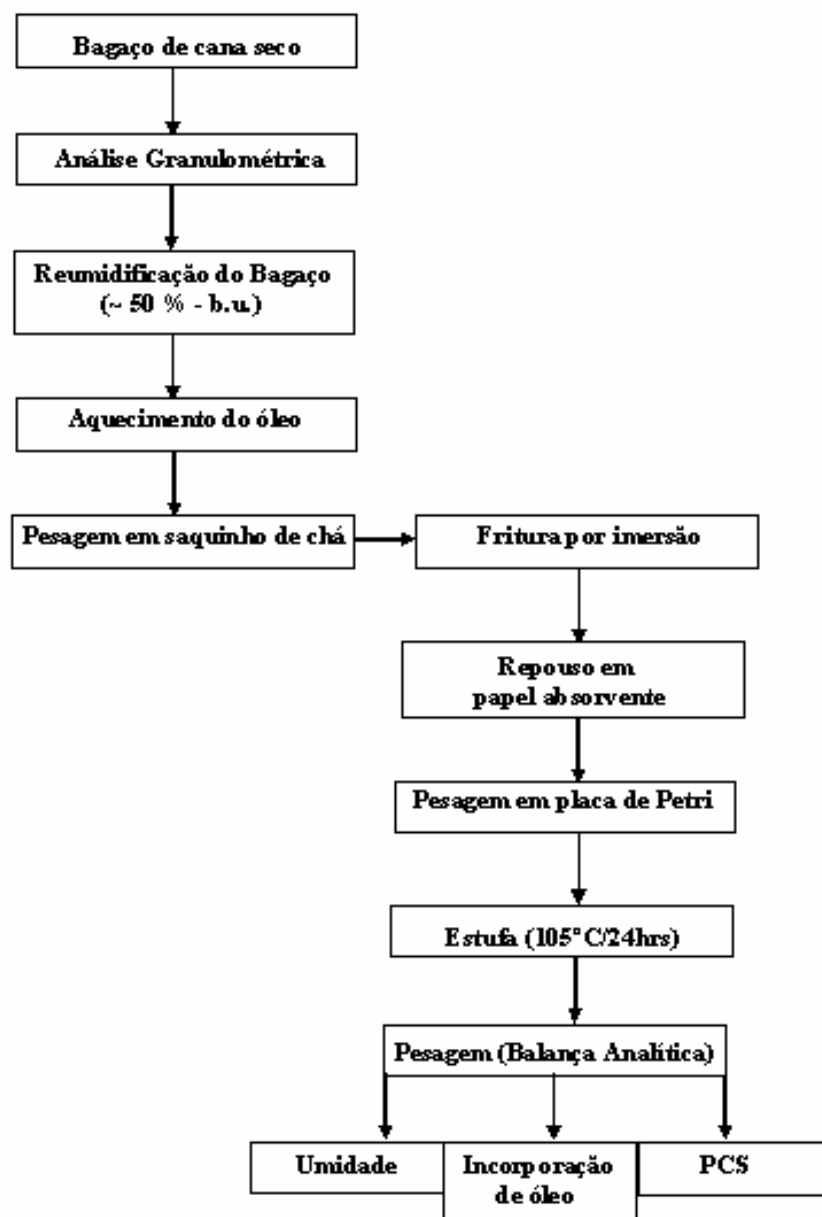 Bagaço de cana seco
Análise Granulométrica
Reumidificação do Bagaço
(~ 50 % - b.u.)
Aquecimento do óleo
Pesagem em saquinho de chá
Fritura por imersão
Repouso em
papel absorvente
Pesagem em placa de Petri
Estufa (105°C/24hrs)
Pesagem (Balança Analítica)
Umidade
Incorporação
de óleo
PCS